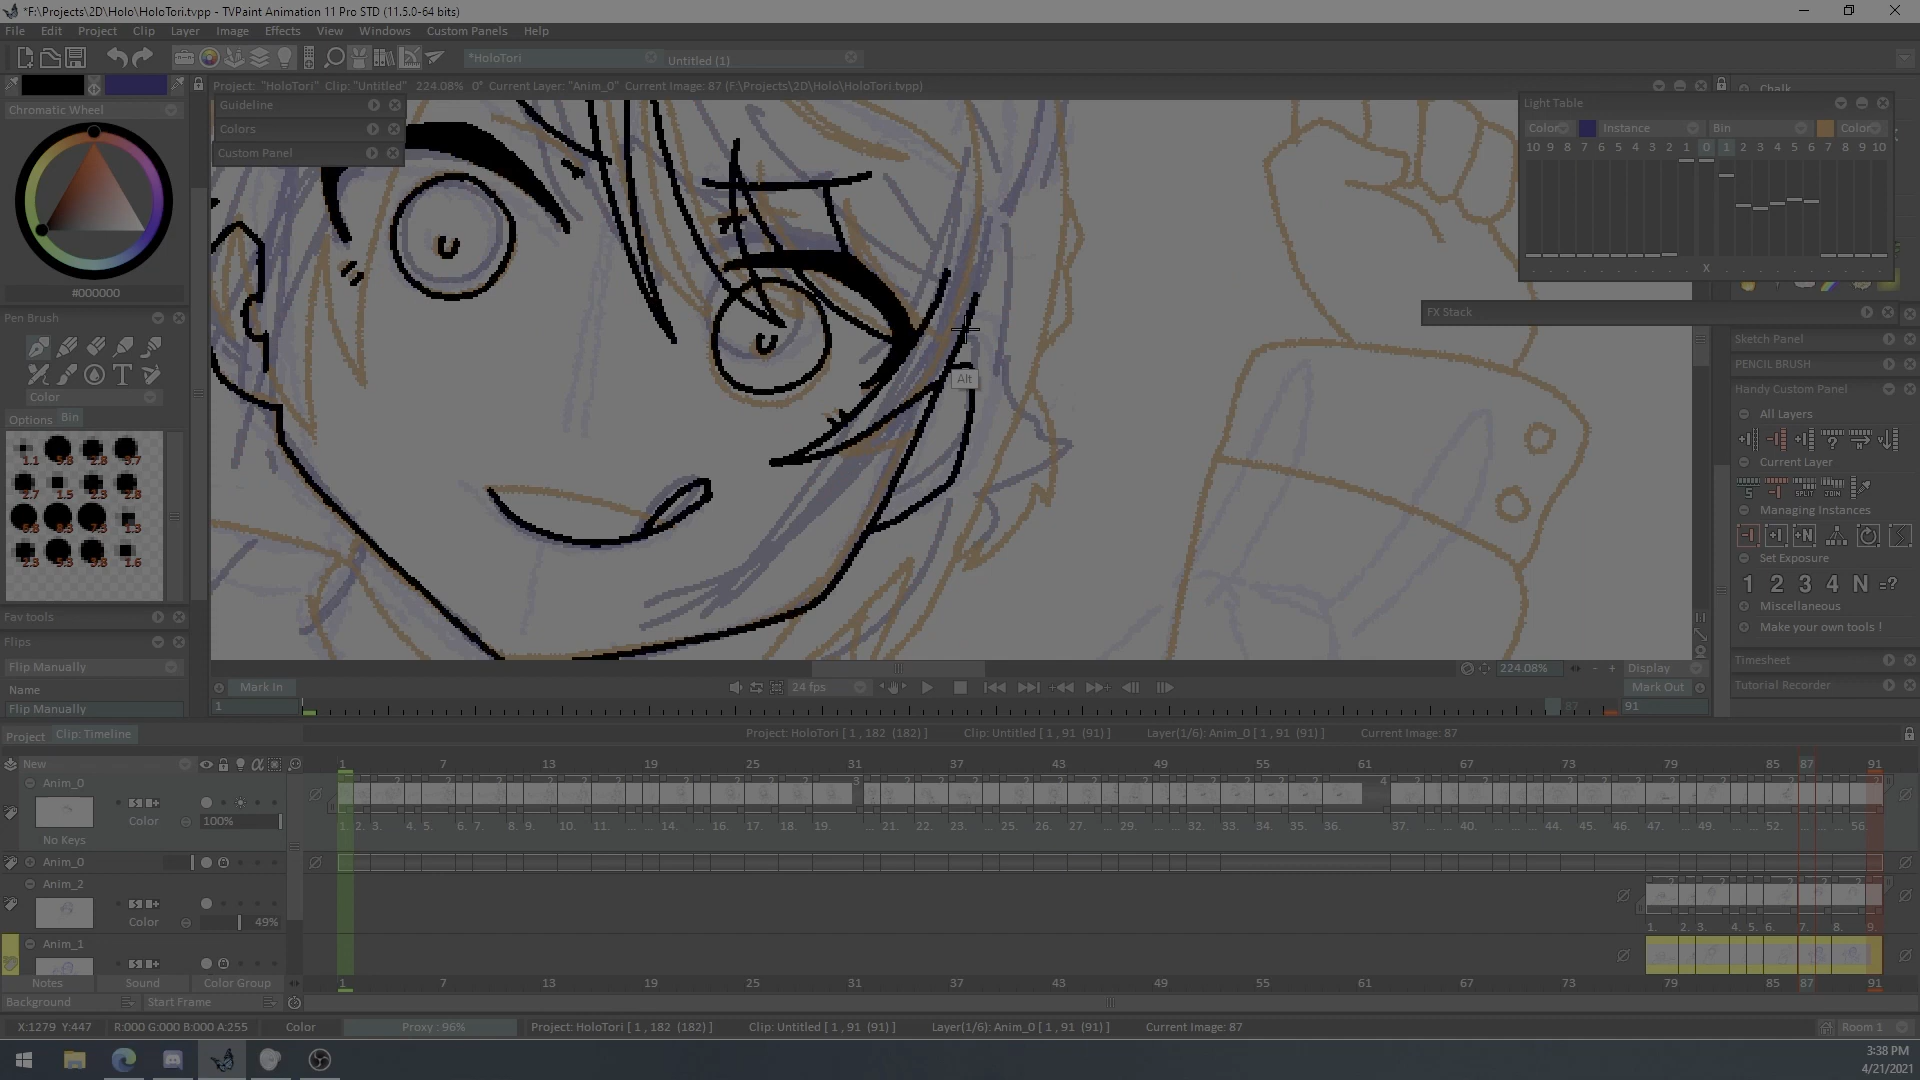 *F:\Projects\2D\Holo\HoloTori.tvpp - TVPaint Animation 11 Pro STD (11.5.0-64 bits)
File Edit Project Clip Layer Image Effects View Windows Custom Panels Help
*HoloTori Untitled (1)
Project: "HoloTori" Clip: "Untitled" 224.08% 0° Current Layer: "Anim_0" Current Image: 87 (F:\Projects\2D\Holo\HoloTori.tvpp)
Chalk
Chromatic Wheel
Guideline
Colors
Custom Panel
Light Table
Color Instance Bin Color
10 9 8 7 6 5 4 3 2 1 0 1 2 3 4 5 6 7 8 9 10
X
#000000
FX Stack
Pen Brush
Sketch Panel
PENCIL BRUSH
Handy Custom Panel
All Layers
Alt
Color
Options Bin
1.1 5.3 2.8 3.7
2.7 1.5 2.3 2.8
6.8 8.3 7.3 1.3
2.3 9.3 9.8 1.6
Current Layer
SPLIT JOIN
Managing Instances
Set Exposure
1 2 3 4 N =?
Miscellaneous
Make your own tools !
Timesheet
Tutorial Recorder
Fav tools
Flips
Flip Manually
Name
Flip Manually
224.08% - + Display
Mark In 24 fps Mark Out
1 87 91
Project Clip: Timeline Project: HoloTori [ 1 , 182 (182) ] Clip: Untitled [ 1 , 91 (91) ] Layer(1/6): Anim_0 [ 1 , 91 (91) ] Current Image: 87
New 1 7 13 19 25 31 37 43 49 55 61 67 73 79 85 87 91
Anim_0
Color 100%
No Keys
1. 2. 3. 4. 5. 6. 7. 8. 9. 10. 11. ... ... 14. ... 16. 17. 18. 19. ... 21. 22. 23. ... 25. 26. 27. ... 29. ... ... 32. 33. 34. 35. 36. 37. ... 40. ... ... 44. 45. 46. 47. ... 49. ... 52. ... ... 56.
Anim_0
Anim_2
Color 49%
1. 2. 3. 4. 5. 6. 7. 8. 9.
Anim_1
Notes Sound Color Group 1 7 13 19 25 31 37 43 49 55 61 67 73 79 85 87 91
Background Start Frame
X:1279 Y:447 R:000 G:000 B:000 A:255 Color Proxy : 96% Project: HoloTori [ 1 , 182 (182) ] Clip: Untitled [ 1 , 91 (91) ] Layer(1/6): Anim_0 [ 1 , 91 (91) ] Current Image: 87 Room 1
3:38 PM
4/21/2021